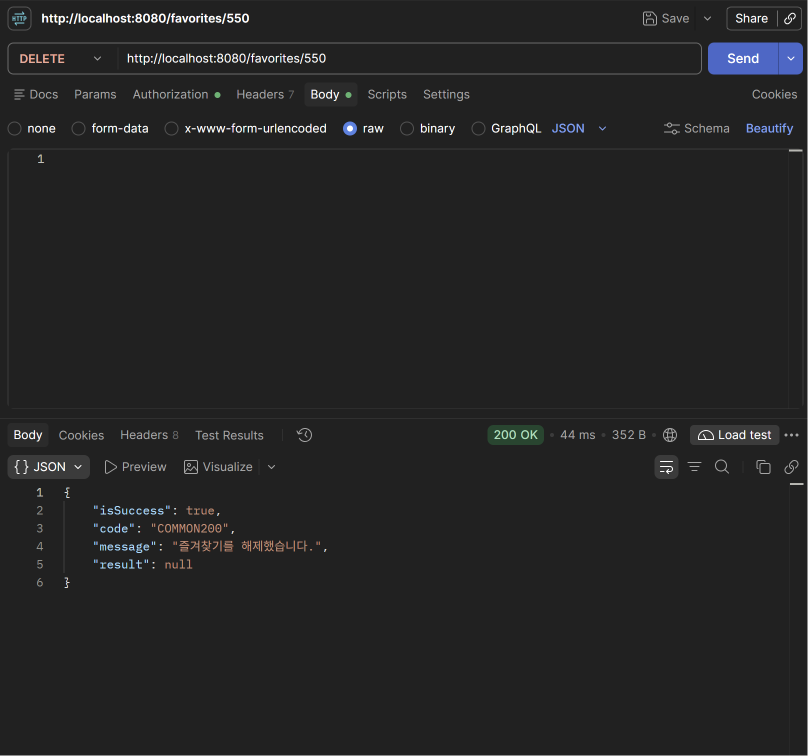 HTTP http://localhost:8080/favorites/550 Save Share
DELETE http://localhost:8080/favorites/550 Send
Docs Params Authorization Headers 7 Body Scripts Settings Cookies
none form-data x-www-form-urlencoded raw binary GraphQL JSON Schema Beautify
1
Body Cookies Headers 8 Test Results 200 OK • 44 ms • 352 B • Load test
{} JSON Preview Visualize
1 {
2 "isSuccess": true,
3 "code": "COMMON200",
4 "message": "즐겨찾기를 해제했습니다.",
5 "result": null
6 }